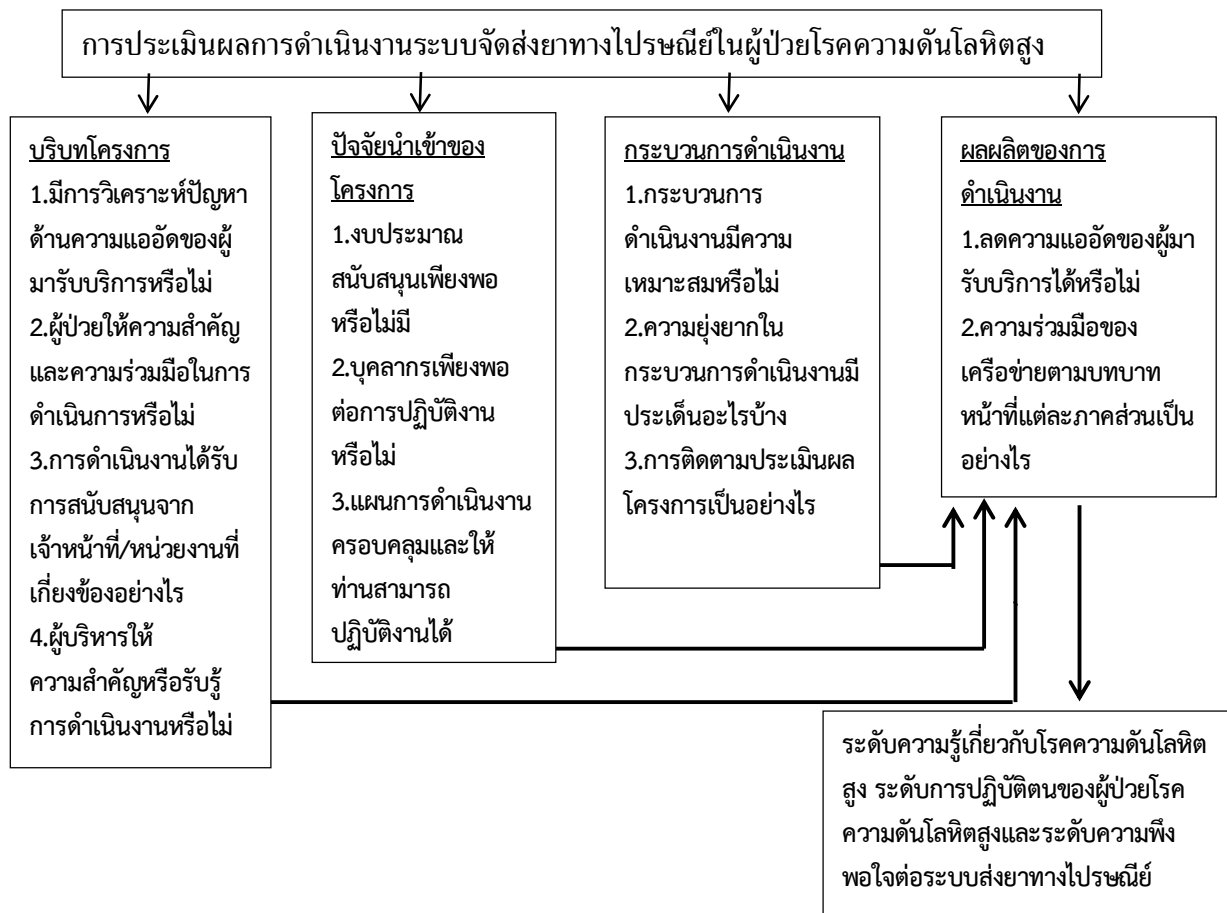 การประเมินผลการดำเนินงานระบบจัดส่งยาทางไปรษณีย์ในผู้ป่วยโรคความดันโลหิตสูง
บริบทโครงการ
1.มีการวิเคราะห์ปัญหา
ด้านความแออัดของผู้
มารับบริการหรือไม่
2.ผู้ป่วยให้ความสำคัญ
และความร่วมมือในการ
ดำเนินการหรือไม่
3.การดำเนินงานได้รับ
การสนับสนุนจาก
เจ้าหน้าที่/หน่วยงานที่
เกี่ยงข้องอย่างไร
4.ผู้บริหารให้
ความสำคัญหรือรับรู้
การดำเนินงานหรือไม่
ปัจจัยนำเข้าของ
โครงการ
1.งบประมาณ
สนับสนุนเพียงพอ
หรือไม่มี
2.บุคลากรเพียงพอ
ต่อการปฏิบัติงาน
หรือไม่
3.แผนการดำเนินงาน
ครอบคลุมและให้
ท่านสามารถ
ปฏิบัติงานได้
กระบวนการดำเนินงาน
1.กระบวนการ
ดำเนินงานมีความ
เหมาะสมหรือไม่
2.ความยุ่งยากใน
กระบวนการดำเนินงานมี
ประเด็นอะไรบ้าง
3.การติดตามประเมินผล
โครงการเป็นอย่างไร
ผลผลิตของการ
ดำเนินงาน
1.ลดความแออัดของผู้มา
รับบริการได้หรือไม่
2.ความร่วมมือของ
เครือข่ายตามบทบาท
หน้าที่แต่ละภาคส่วนเป็น
อย่างไร
ระดับความรู้เกี่ยวกับโรคความดันโลหิต
สูง ระดับการปฏิบัติตนของผู้ป่วยโรค
ความดันโลหิตสูงและระดับความพึง
พอใจต่อระบบส่งยาทางไปรษณีย์